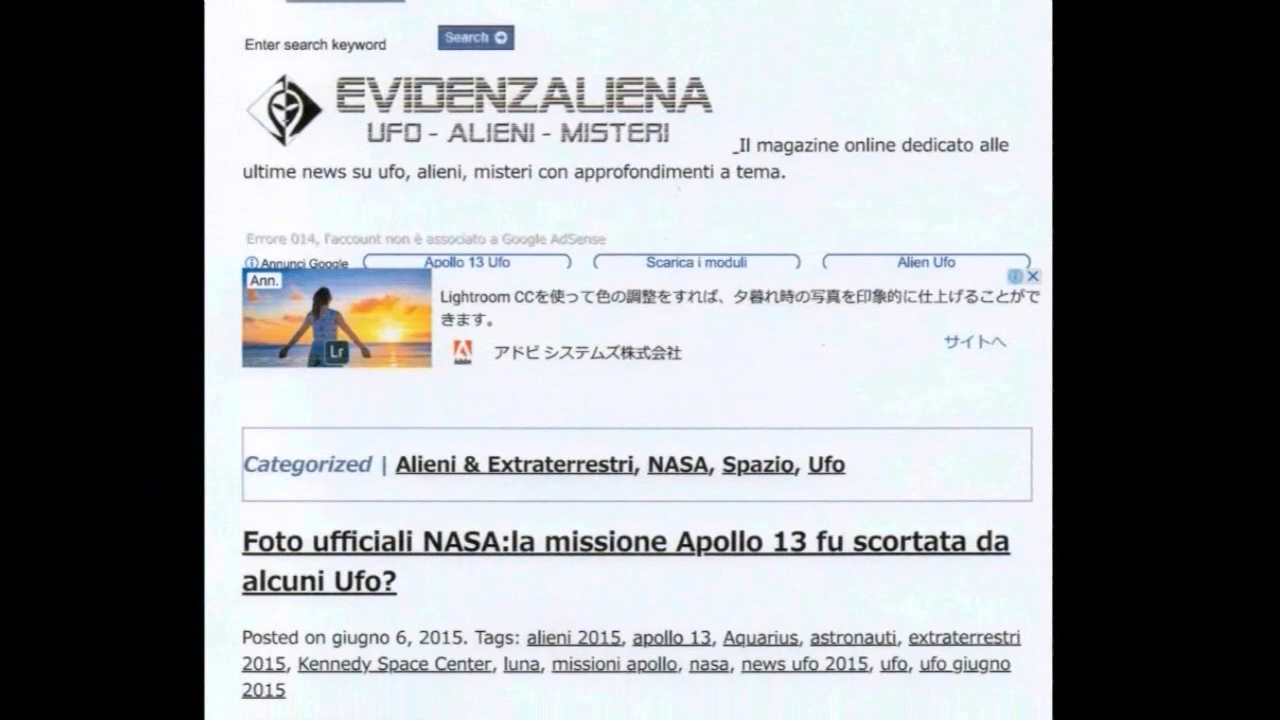 Enter search keyword
Search
EVIDENZALIENA
UFO - ALIENI - MISTERI
_Il magazine online dedicato alle
ultime news su ufo, alieni, misteri con approfondimenti a tema.
Errore 014, l'account non è associato a Google AdSense
Annunci Google
Apollo 13 Ufo
Scarica i moduli
Alien Ufo
Ann.
Lightroom CCを使って色の調整をすれば、夕暮れ時の写真を印象的に仕上げることがで
きます。
Lr
Adobe
アドビ システムズ株式会社
サイトへ
Categorized | Alieni & Extraterrestri, NASA, Spazio, Ufo
Foto ufficiali NASA:la missione Apollo 13 fu scortata da
alcuni Ufo?
Posted on giugno 6, 2015. Tags: alieni 2015, apollo 13, Aquarius, astronauti, extraterrestri
2015, Kennedy Space Center, luna, missioni apollo, nasa, news ufo 2015, ufo, ufo giugno
2015